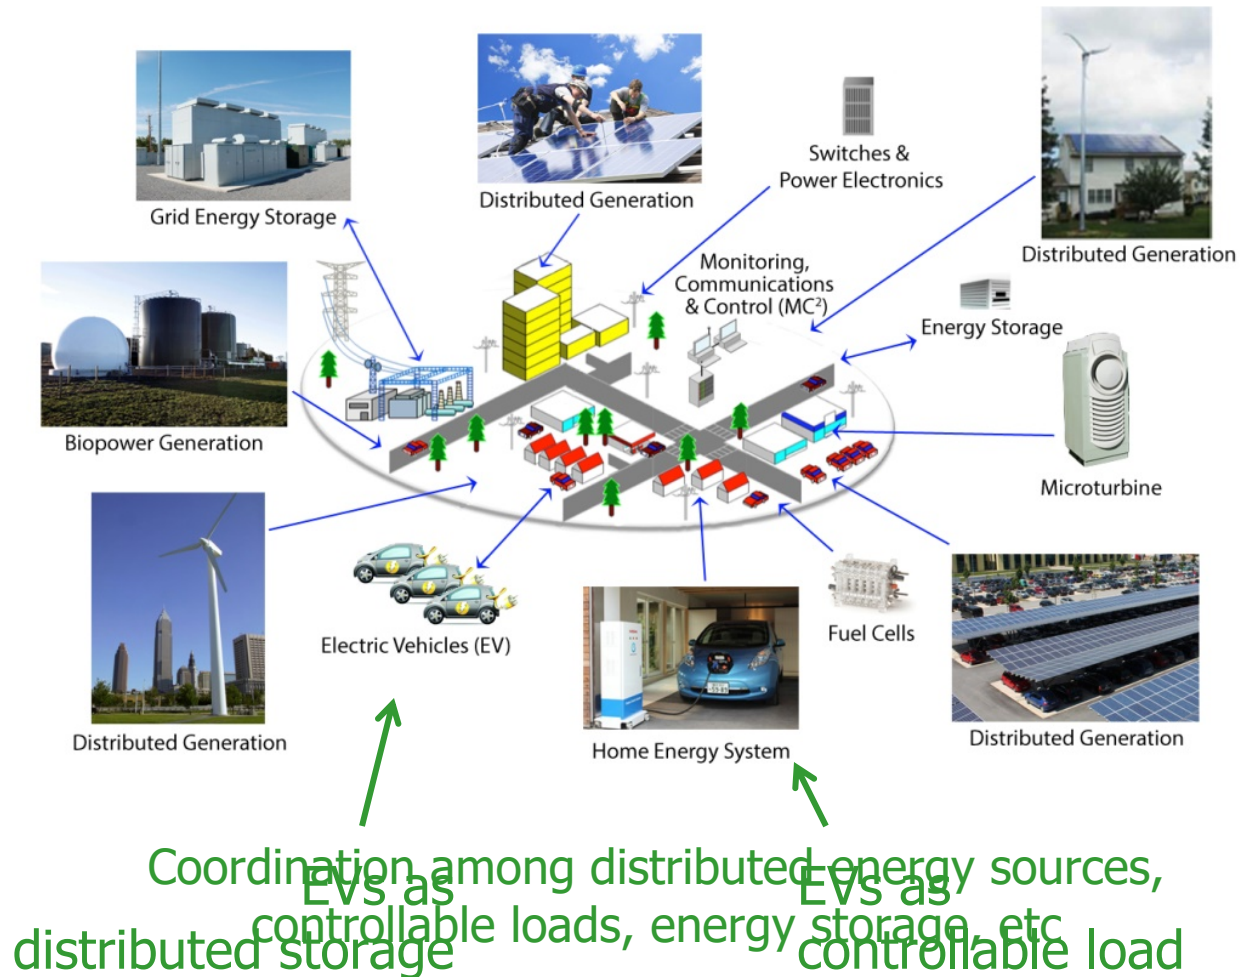 Switches &
Power Electronics
Distributed Generation
Grid Energy Storage
Distributed Generation
Monitoring,
Communications
& Control (MC²)
Energy Storage
Biopower Generation
Microturbine
Electric Vehicles (EV)
Fuel Cells
Distributed Generation
Home Energy System
Distributed Generation
Coordination among distributed energy sources,
controllable loads, energy storage, etc
EVs as
distributed storage
EVs as
controllable load